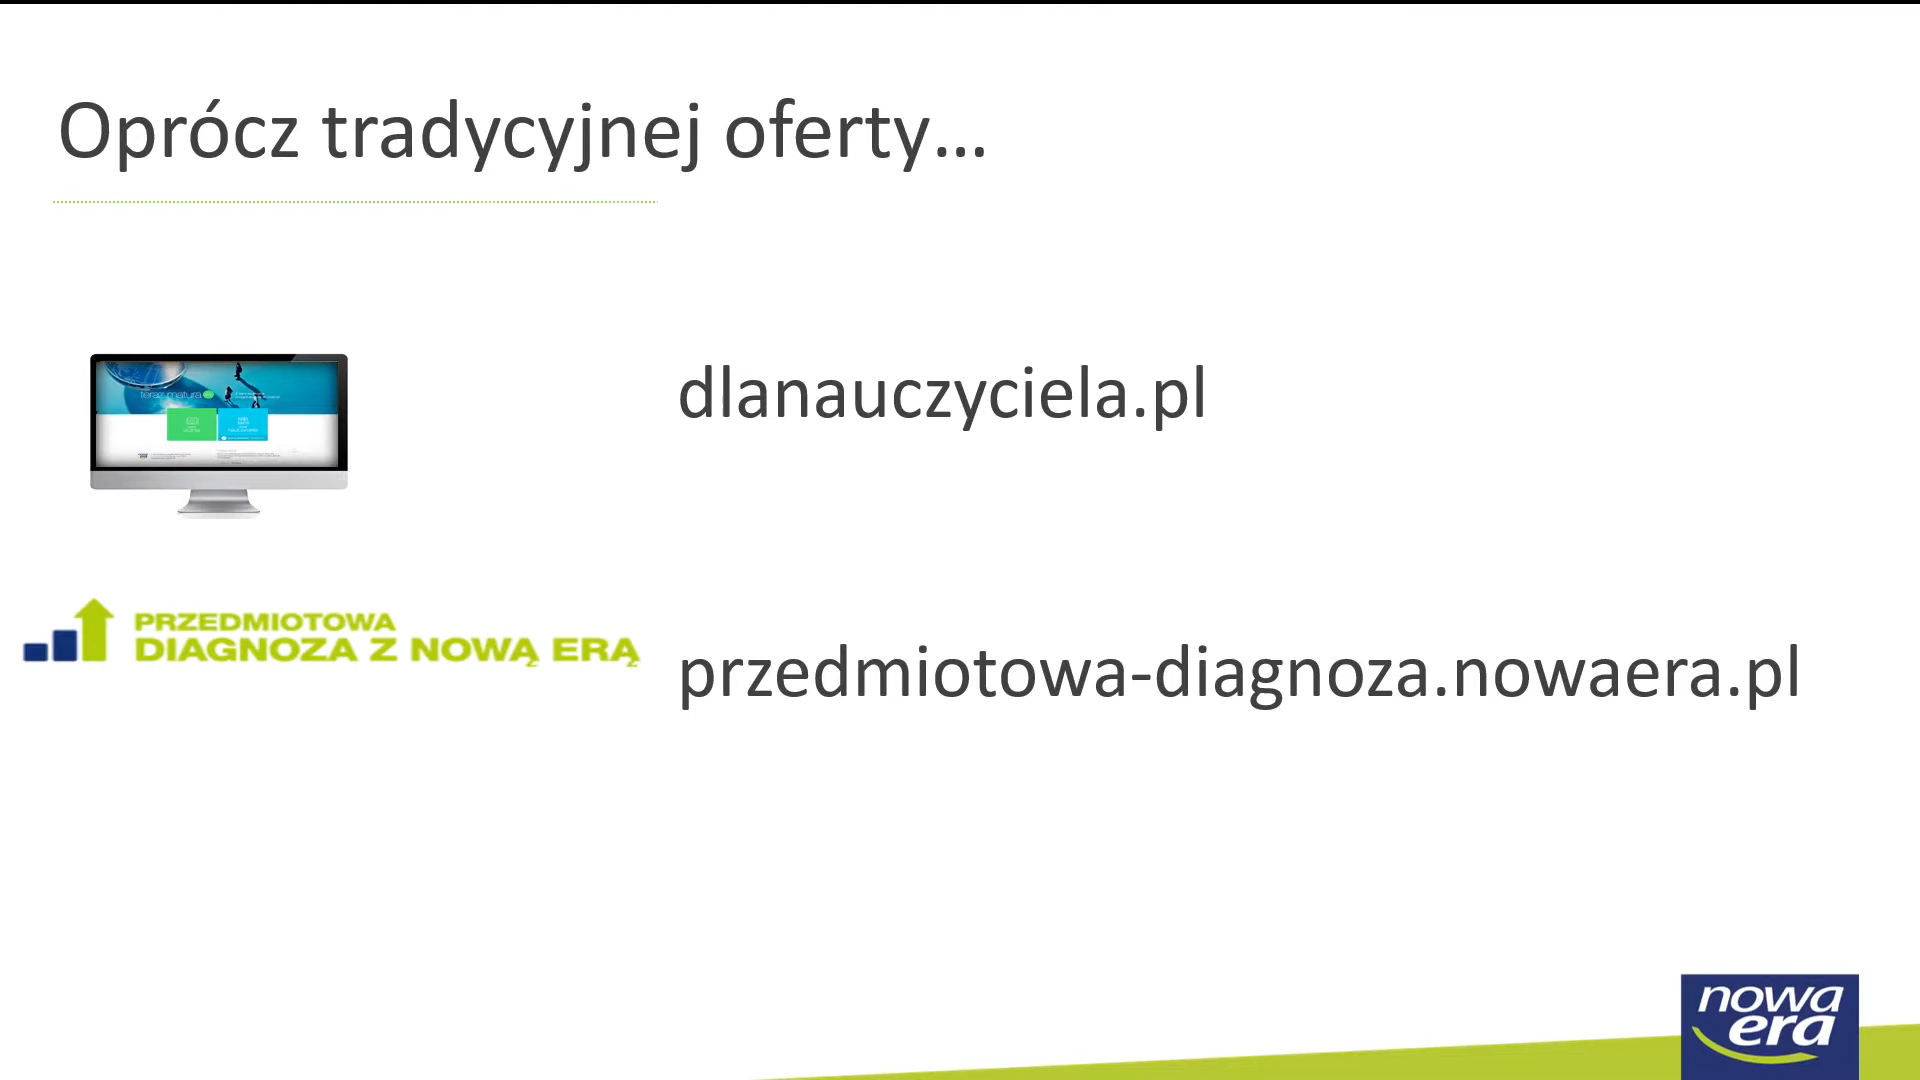 Oprócz tradycyjnej oferty...
dlanauczyciela.pl
PRZEDMIOTOWA
DIAGNOZA Z NOWĄ ERĄ
przedmiotowa-diagnoza.nowaera.pl
nowa
era